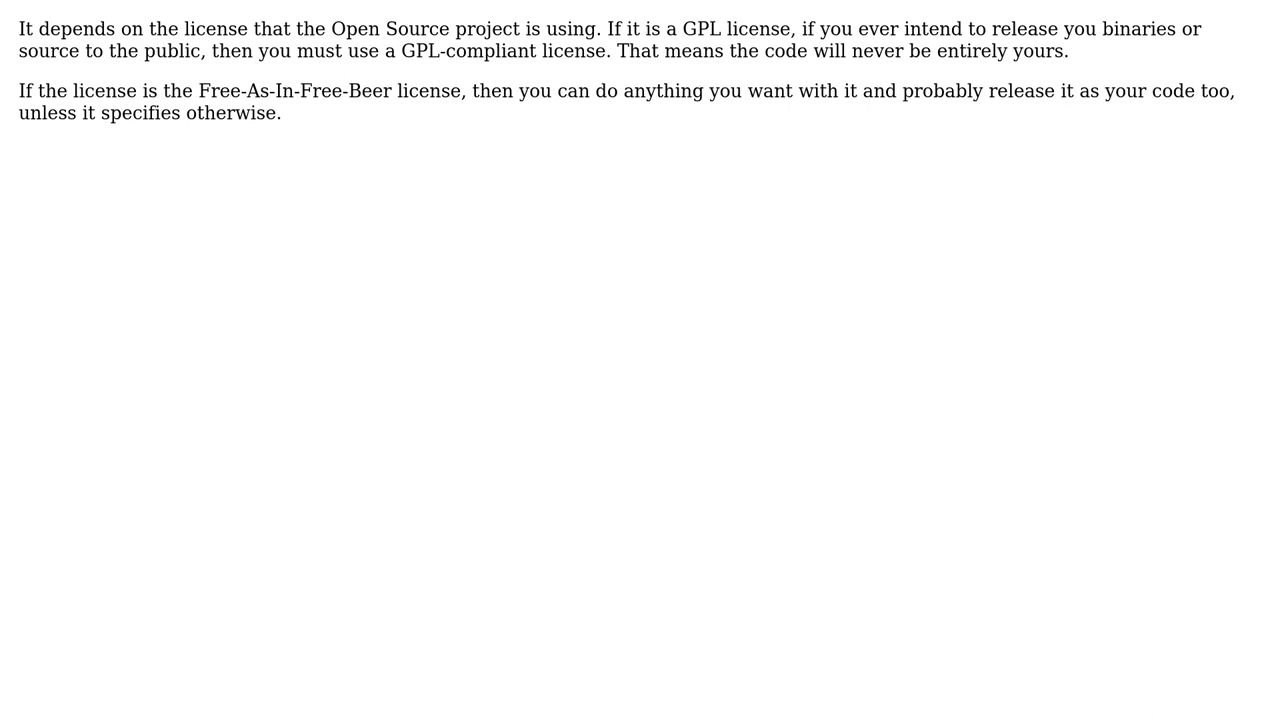 It depends on the license that the Open Source project is using. If it is a GPL license, if you ever intend to release you binaries or
source to the public, then you must use a GPL-compliant license. That means the code will never be entirely yours.
If the license is the Free-As-In-Free-Beer license, then you can do anything you want with it and probably release it as your code too,
unless it specifies otherwise.